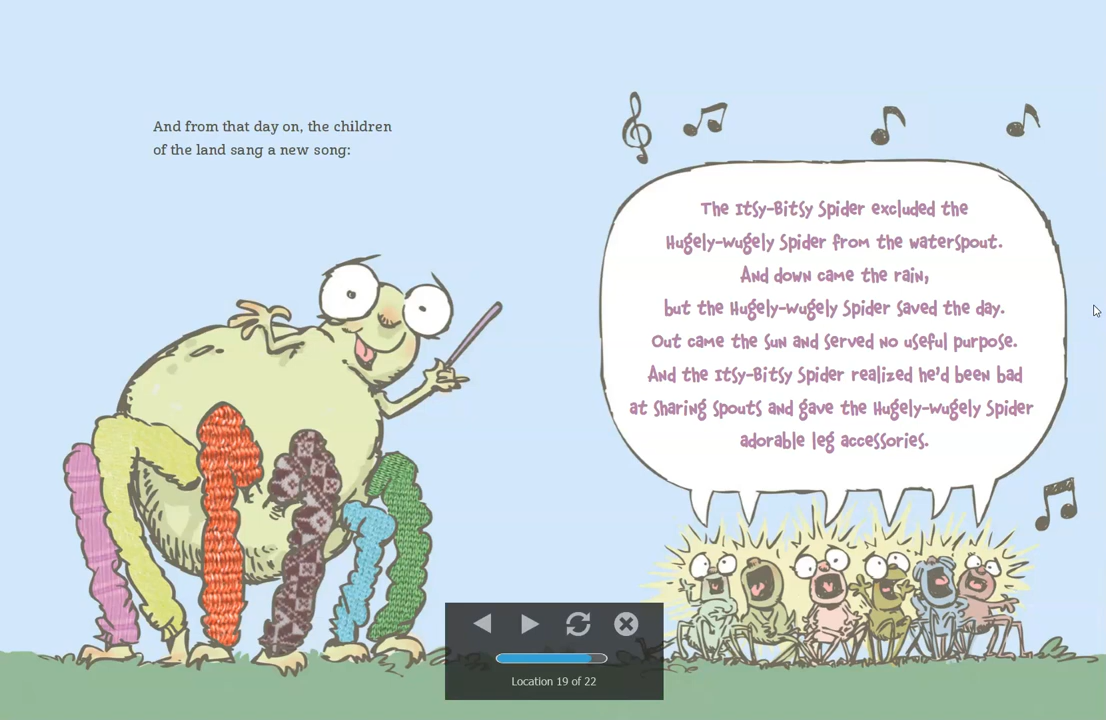 And from that day on, the children
of the land sang a new song:
The Itsy-Bitsy Spider excluded the
Hugely-Wugely Spider from the waterspout.
And down came the rain,
but the Hugely-Wugely Spider saved the day.
Out came the sun and served no useful purpose.
And the Itsy-Bitsy Spider realized he'd been bad
at sharing spouts and gave the Hugely-Wugely Spider
adorable leg accessories.
Location 19 of 22